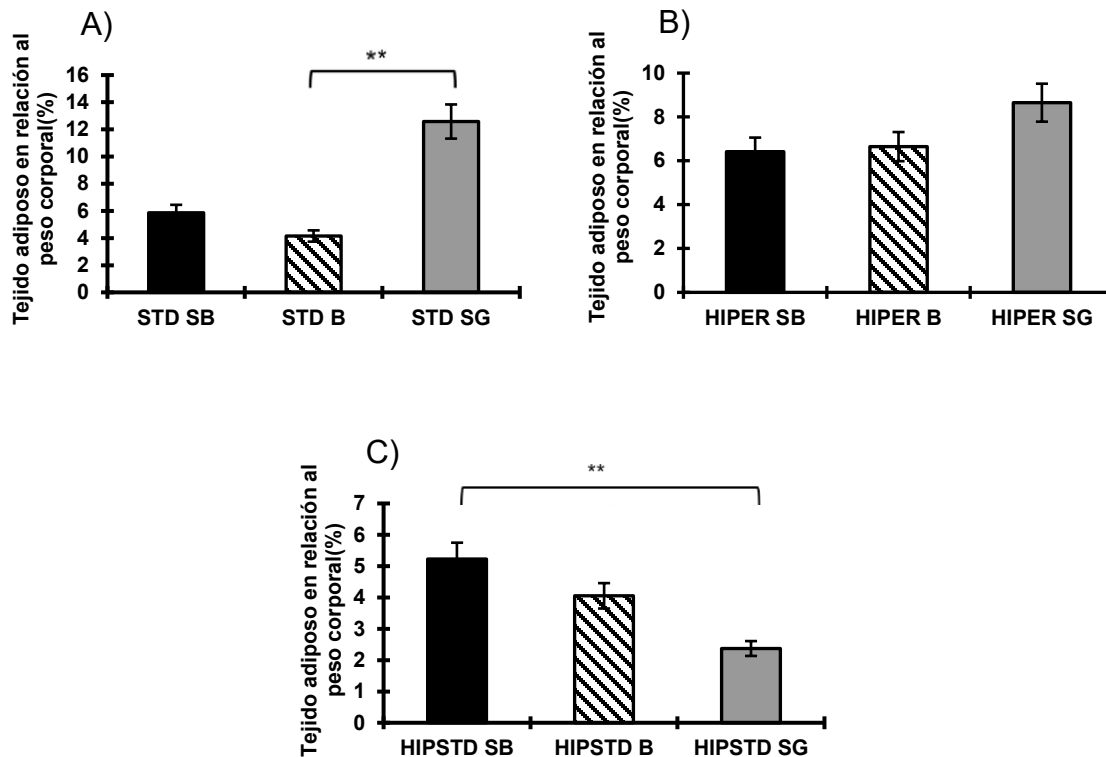 A)
Tejido adiposo en relación al
peso corporal(%)
**
16
14
12
10
8
6
4
2
0
STD SB STD B STD SG
B)
Tejido adiposo en relación al
peso corporal(%)
10
8
6
4
2
0
HIPER SB HIPER B HIPER SG
C)
Tejido adiposo en relación al
peso corporal(%)
**
7
6
5
4
3
2
1
0
HIPSTD SB HIPSTD B HIPSTD SG